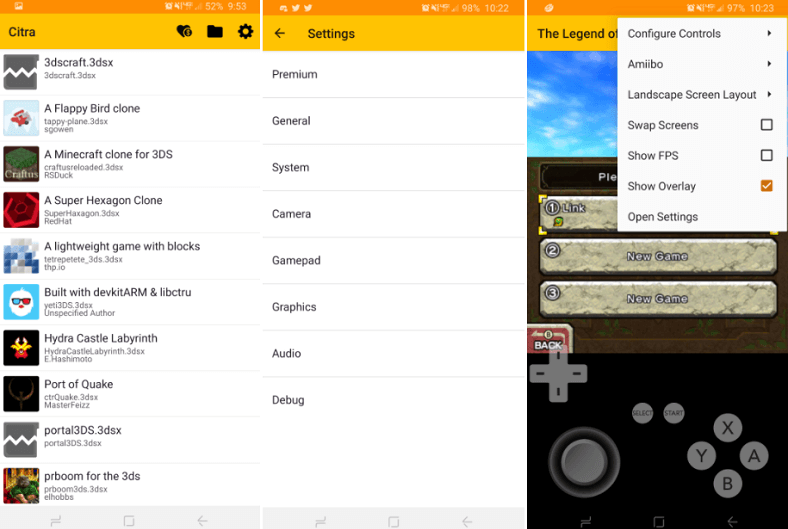 52% 9:53
Citra
3dscraft.3dsx
3dscraft.3dsx
A Flappy Bird clone
tappy-plane.3dsx
sgowen
A Minecraft clone for 3DS
craftusreloaded.3dsx
RSDuck
Craftus
A Super Hexagon Clone
SuperHaxagon.3dsx
RedHat
A lightweight game with blocks
tetrepetete_3ds.3dsx
thp.io
Built with devkitARM & libctru
yeti3DS.3dsx
Unspecified Author
Hydra Castle Labyrinth
HydraCastleLabyrinth.3dsx
E.Hashimoto
Port of Quake
ctrQuake.3dsx
MasterFeizz
portal3DS.3dsx
portal3DS.3dsx
prboom for the 3ds
prboom3ds.3dsx
elhobbs
98% 10:22
Settings
Premium
General
System
Camera
Gamepad
Graphics
Audio
Debug
97% 10:23
The Legend of
Configure Controls
Amiibo
Landscape Screen Layout
Swap Screens
Show FPS
Show Overlay
Open Settings
Ple
1 Link
2 New Game
3 New Game
B
BACK
SELECT START
X
Y A
B